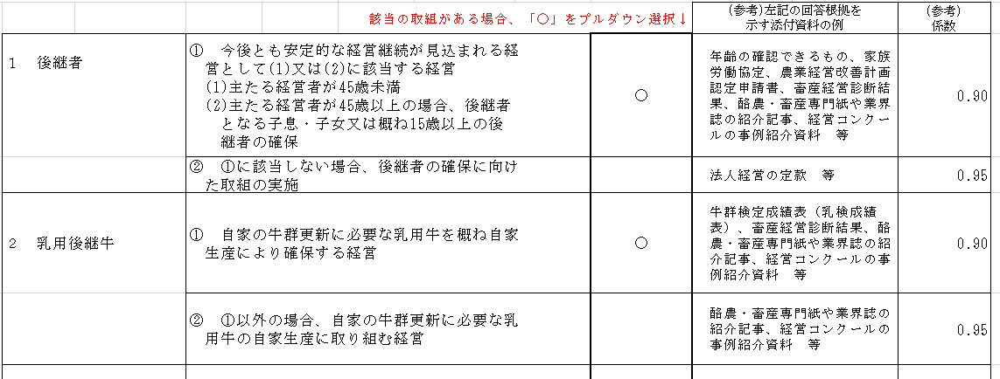 該当の取組がある場合、「○」をプルダウン選択↓
(参考)左記の回答根拠を
示す添付資料の例
(参考)
係数
1 後継者
① 今後とも安定的な経営継続が見込まれる経
営として(1)又は(2)に該当する経営
(1)主たる経営者が45歳未満
(2)主たる経営者が45歳以上の場合、後継者
となる子息・子女又は概ね15歳以上の後
継者の確保
○
年齢の確認できるもの、家族
労働協定、農業経営改善計画
認定申請書、畜産経営診断結
果、酪農・畜産専門紙や業界
誌の紹介記事、経営コンクー
ルの事例紹介資料 等
0.90
② ①に該当しない場合、後継者の確保に向け
た取組の実施
法人経営の定款 等
0.95
2 乳用後継牛
① 自家の牛群更新に必要な乳用牛を概ね自家
生産により確保する経営
○
牛群検定成績表(乳検成績
表)、畜産経営診断結果、酪
農・畜産専門紙や業界誌の紹
介記事、経営コンクールの事
例紹介資料 等
0.90
② ①以外の場合、自家の牛群更新に必要な乳
用牛の自家生産に取り組む経営
酪農・畜産専門紙や業界誌の
紹介記事、経営コンクールの
事例紹介資料 等
0.95